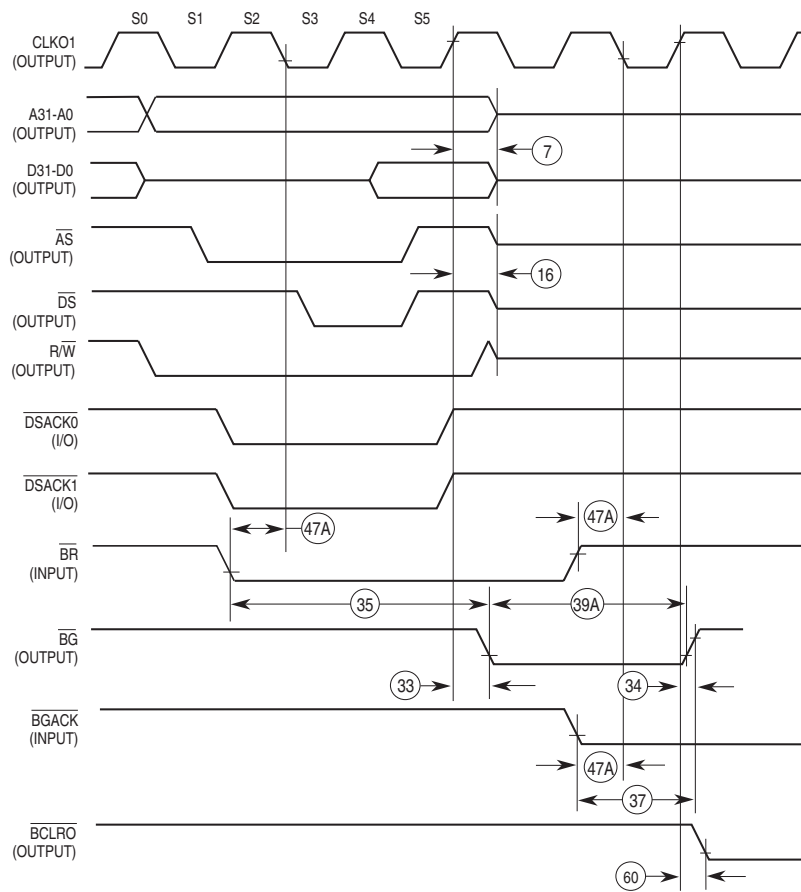 S0 S1 S2 S3 S4 S5
CLKO1
(OUTPUT)
A31-A0
(OUTPUT)
7
D31-D0
(OUTPUT)
AS
(OUTPUT)
16
DS
(OUTPUT)
R/W
(OUTPUT)
DSACK0
(I/O)
DSACK1
(I/O)
47A
47A
BR
(INPUT)
35
39A
BG
(OUTPUT)
33
34
BGACK
(INPUT)
47A
37
BCLRO
(OUTPUT)
60